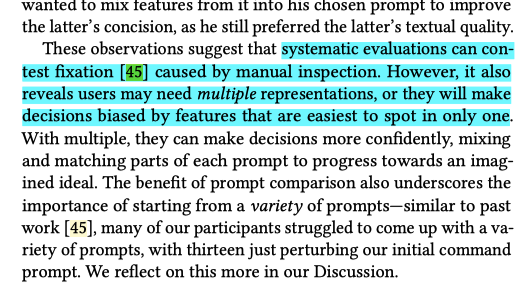 wanted to mix features from it into his chosen prompt to improve
the latter's concision, as he still preferred the latter's textual quality.
These observations suggest that systematic evaluations can con-
test fixation [45] caused by manual inspection. However, it also
reveals users may need multiple representations, or they will make
decisions biased by features that are easiest to spot in only one.
With multiple, they can make decisions more confidently, mixing
and matching parts of each prompt to progress towards an imag-
ined ideal. The benefit of prompt comparison also underscores the
importance of starting from a variety of prompts—similar to past
work [45], many of our participants struggled to come up with a va-
riety of prompts, with thirteen just perturbing our initial command
prompt. We reflect on this more in our Discussion.